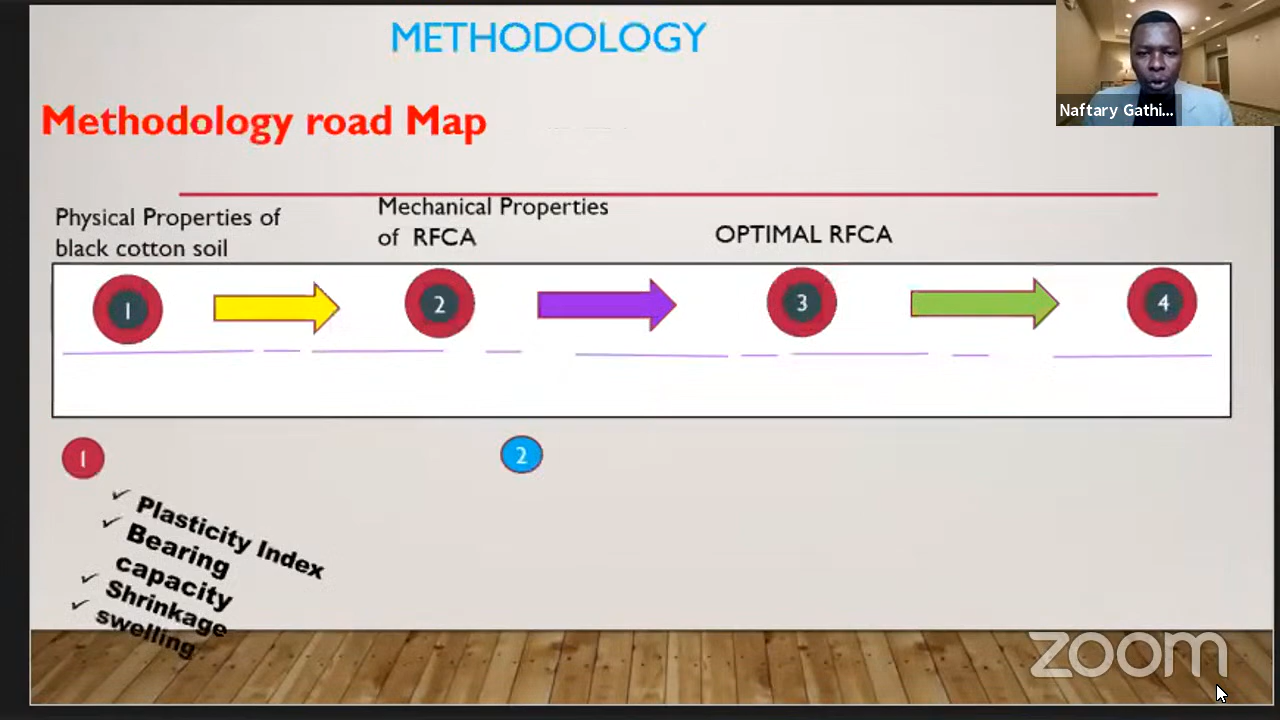 METHODOLOGY
Naftary Gathi...
Methodology road Map
Physical Properties of
black cotton soil
Mechanical Properties
of RFCA
OPTIMAL RFCA
1
2
3
4
1
2
✓ Plasticity Index
✓ Bearing
capacity
✓ Shrinkage
✓ swelling
zoom